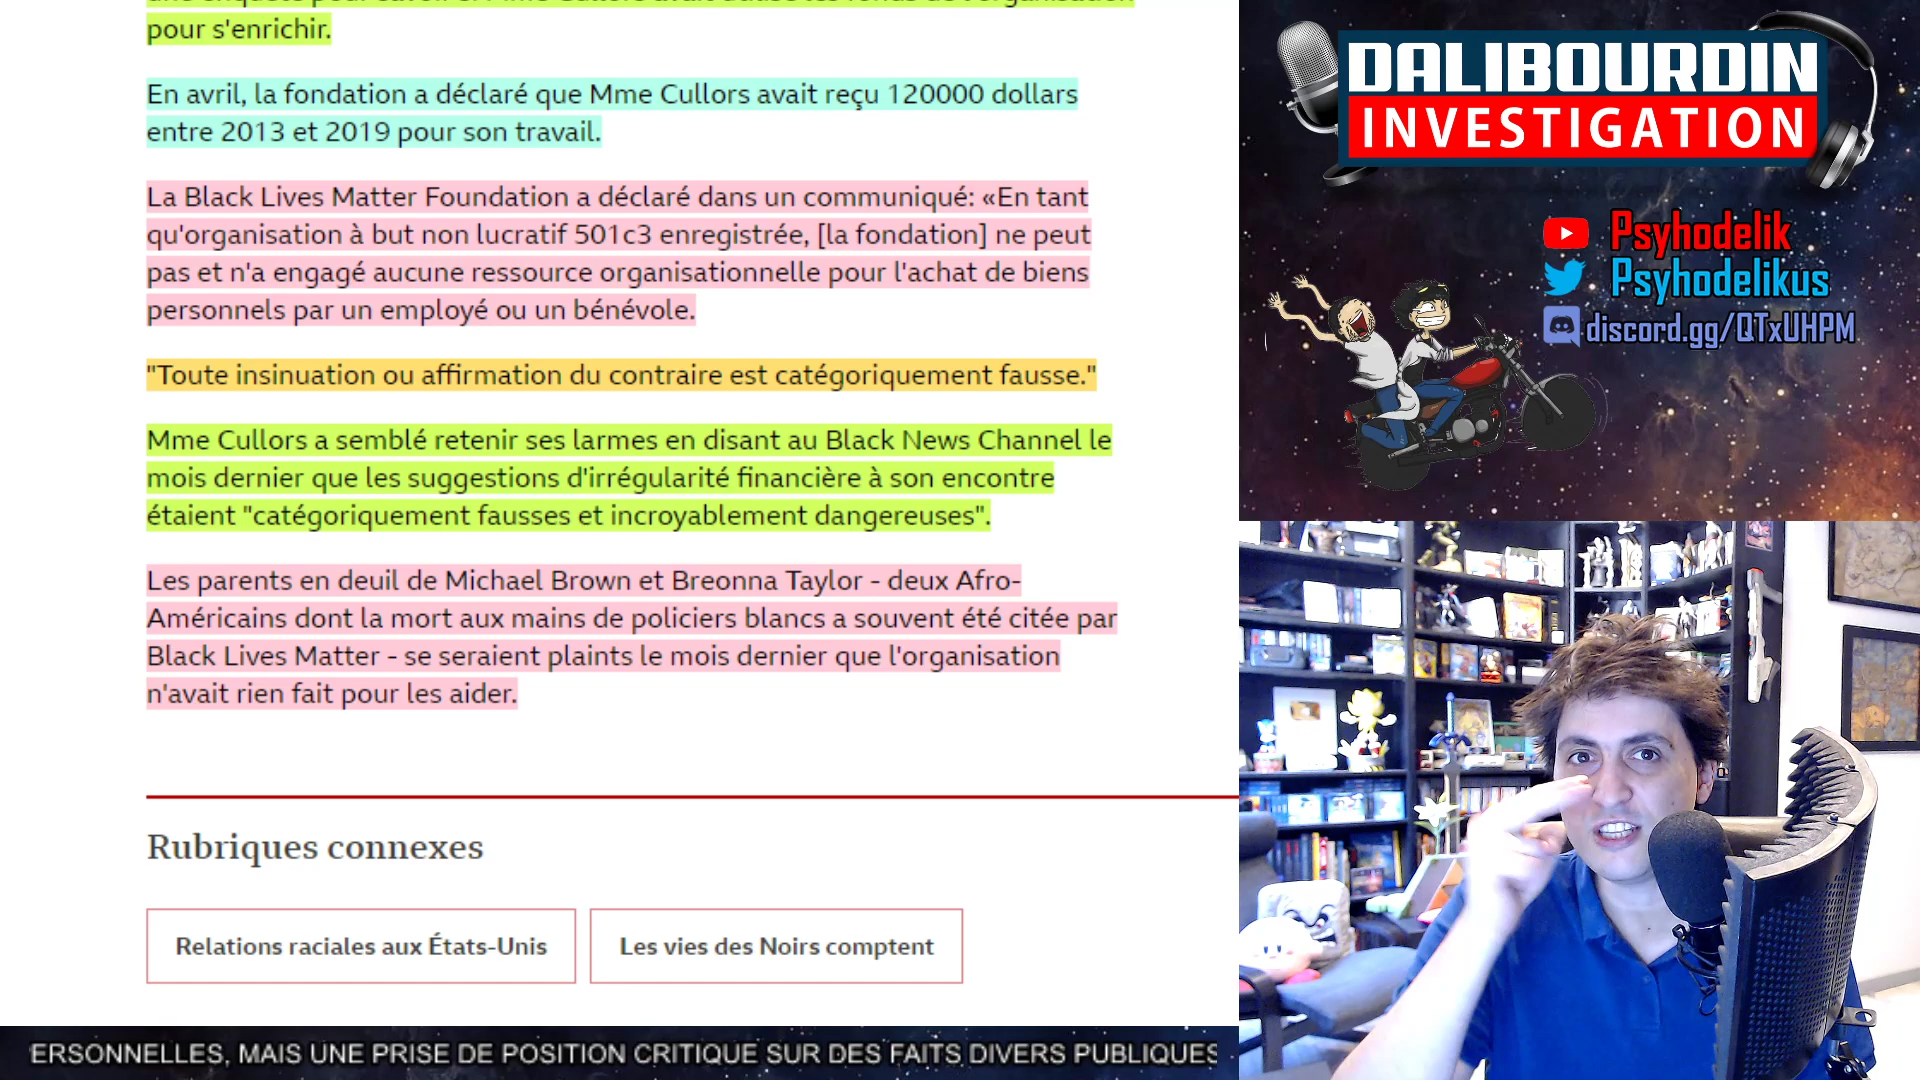 pour s'enrichir.
En avril, la fondation a déclaré que Mme Cullors avait reçu 120000 dollars
entre 2013 et 2019 pour son travail.
La Black Lives Matter Foundation a déclaré dans un communiqué: «En tant
qu'organisation à but non lucratif 501c3 enregistrée, [la fondation] ne peut
pas et n'a engagé aucune ressource organisationnelle pour l'achat de biens
personnels par un employé ou un bénévole.
"Toute insinuation ou affirmation du contraire est catégoriquement fausse."
Mme Cullors a semblé retenir ses larmes en disant au Black News Channel le
mois dernier que les suggestions d'irrégularité financière à son encontre
étaient "catégoriquement fausses et incroyablement dangereuses".
Les parents en deuil de Michael Brown et Breonna Taylor - deux Afro-
Américains dont la mort aux mains de policiers blancs a souvent été citée par
Black Lives Matter - se seraient plaints le mois dernier que l'organisation
n'avait rien fait pour les aider.
Rubriques connexes
Relations raciales aux États-Unis
Les vies des Noirs comptent
ERSONNELLES, MAIS UNE PRISE DE POSITION CRITIQUE SUR DES FAITS DIVERS PUBLIQUES
DALIBOURDIN
INVESTIGATION
Psyhodelik
Psyhodelikus
discord.gg/QTxUHPM